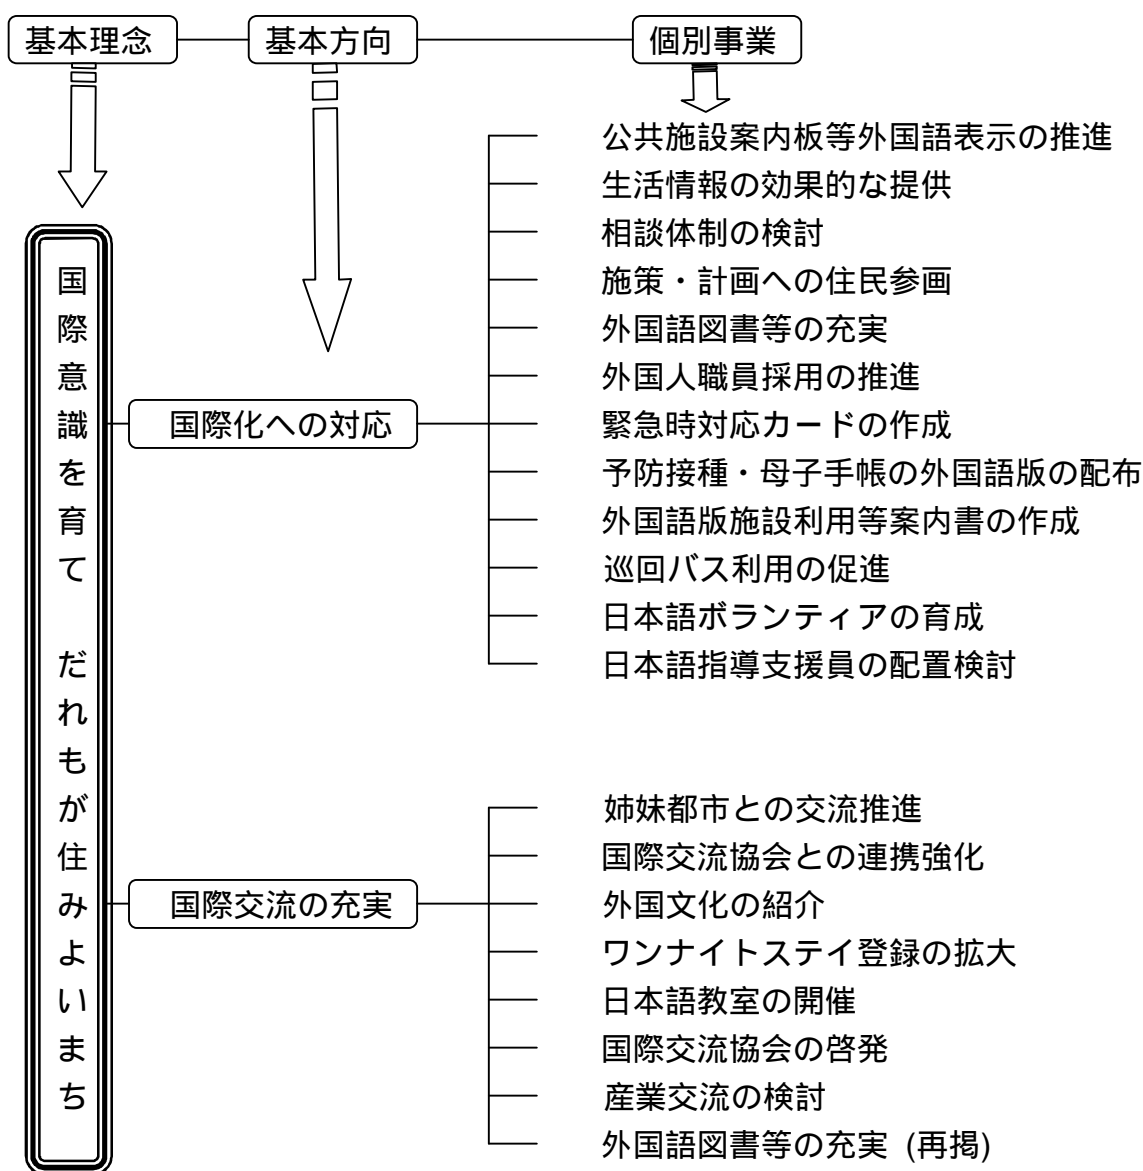 基本理念 基本方向 個別事業
国際意識を育て だれもが住みよいまち
国際化への対応
公共施設案内板等外国語表示の推進
生活情報の効果的な提供
相談体制の検討
施策・計画への住民参画
外国語図書等の充実
外国人職員採用の推進
緊急時対応カードの作成
予防接種・母子手帳の外国語版の配布
外国語版施設利用等案内書の作成
巡回バス利用の促進
日本語ボランティアの育成
日本語指導支援員の配置検討
国際交流の充実
姉妹都市との交流推進
国際交流協会との連携強化
外国文化の紹介
ワンナイトステイ登録の拡大
日本語教室の開催
国際交流協会の啓発
産業交流の検討
外国語図書等の充実 (再掲)